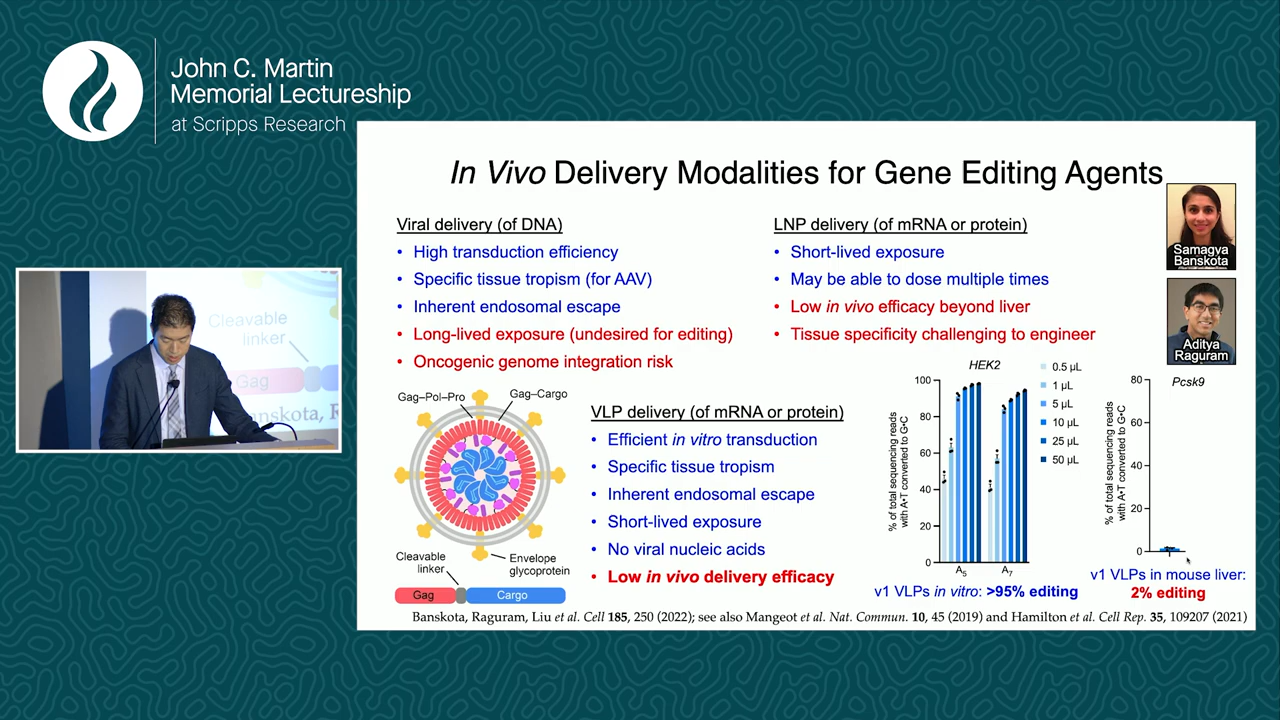 John C. Martin
Memorial Lectureship
at Scripps Research
In Vivo Delivery Modalities for Gene Editing Agents
Viral delivery (of DNA)
• High transduction efficiency
• Specific tissue tropism (for AAV)
• Inherent endosomal escape
• Long-lived exposure (undesired for editing)
• Oncogenic genome integration risk
LNP delivery (of mRNA or protein)
• Short-lived exposure
• May be able to dose multiple times
• Low in vivo efficacy beyond liver
• Tissue specificity challenging to engineer
Samagya
Banskota
Aditya
Raguram
Cleavable
linker
Gag
anskota, R
Gag–Pol–Pro
Gag–Cargo
Cleavable
linker
Envelope
glycoprotein
Gag
Cargo
VLP delivery (of mRNA or protein)
• Efficient in vitro transduction
• Specific tissue tropism
• Inherent endosomal escape
• Short-lived exposure
• No viral nucleic acids
• Low in vivo delivery efficacy
HEK2
% of total sequencing reads
with A•T converted to G•C
100
80
60
40
20
0
A5
A7
0.5 µL
1 µL
5 µL
10 µL
25 µL
50 µL
v1 VLPs in vitro: >95% editing
Pcsk9
% of total sequencing reads
with A•T converted to G•C
80
60
40
20
0
v1 VLPs in mouse liver:
2% editing
Banskota, Raguram, Liu et al. Cell 185, 250 (2022); see also Mangeot et al. Nat. Commun. 10, 45 (2019) and Hamilton et al. Cell Rep. 35, 109207 (2021)